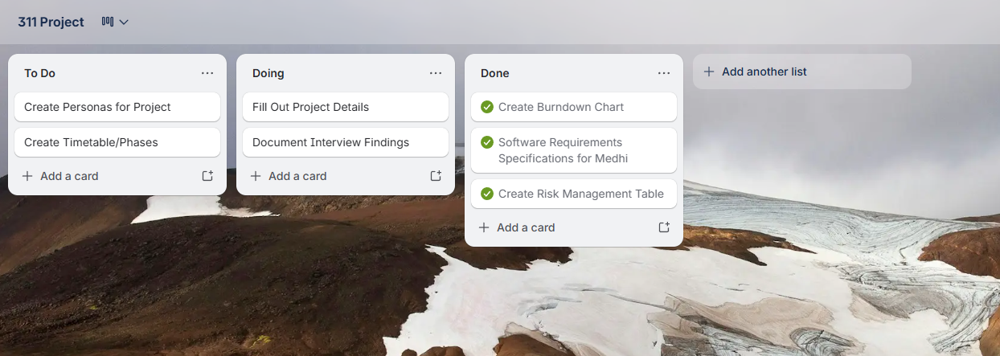 311 Project
To Do
Create Personas for Project
Create Timetable/Phases
Add a card
Doing
Fill Out Project Details
Document Interview Findings
Add a card
Done
Create Burndown Chart
Software Requirements
Specifications for Medhi
Create Risk Management Table
Add a card
Add another list